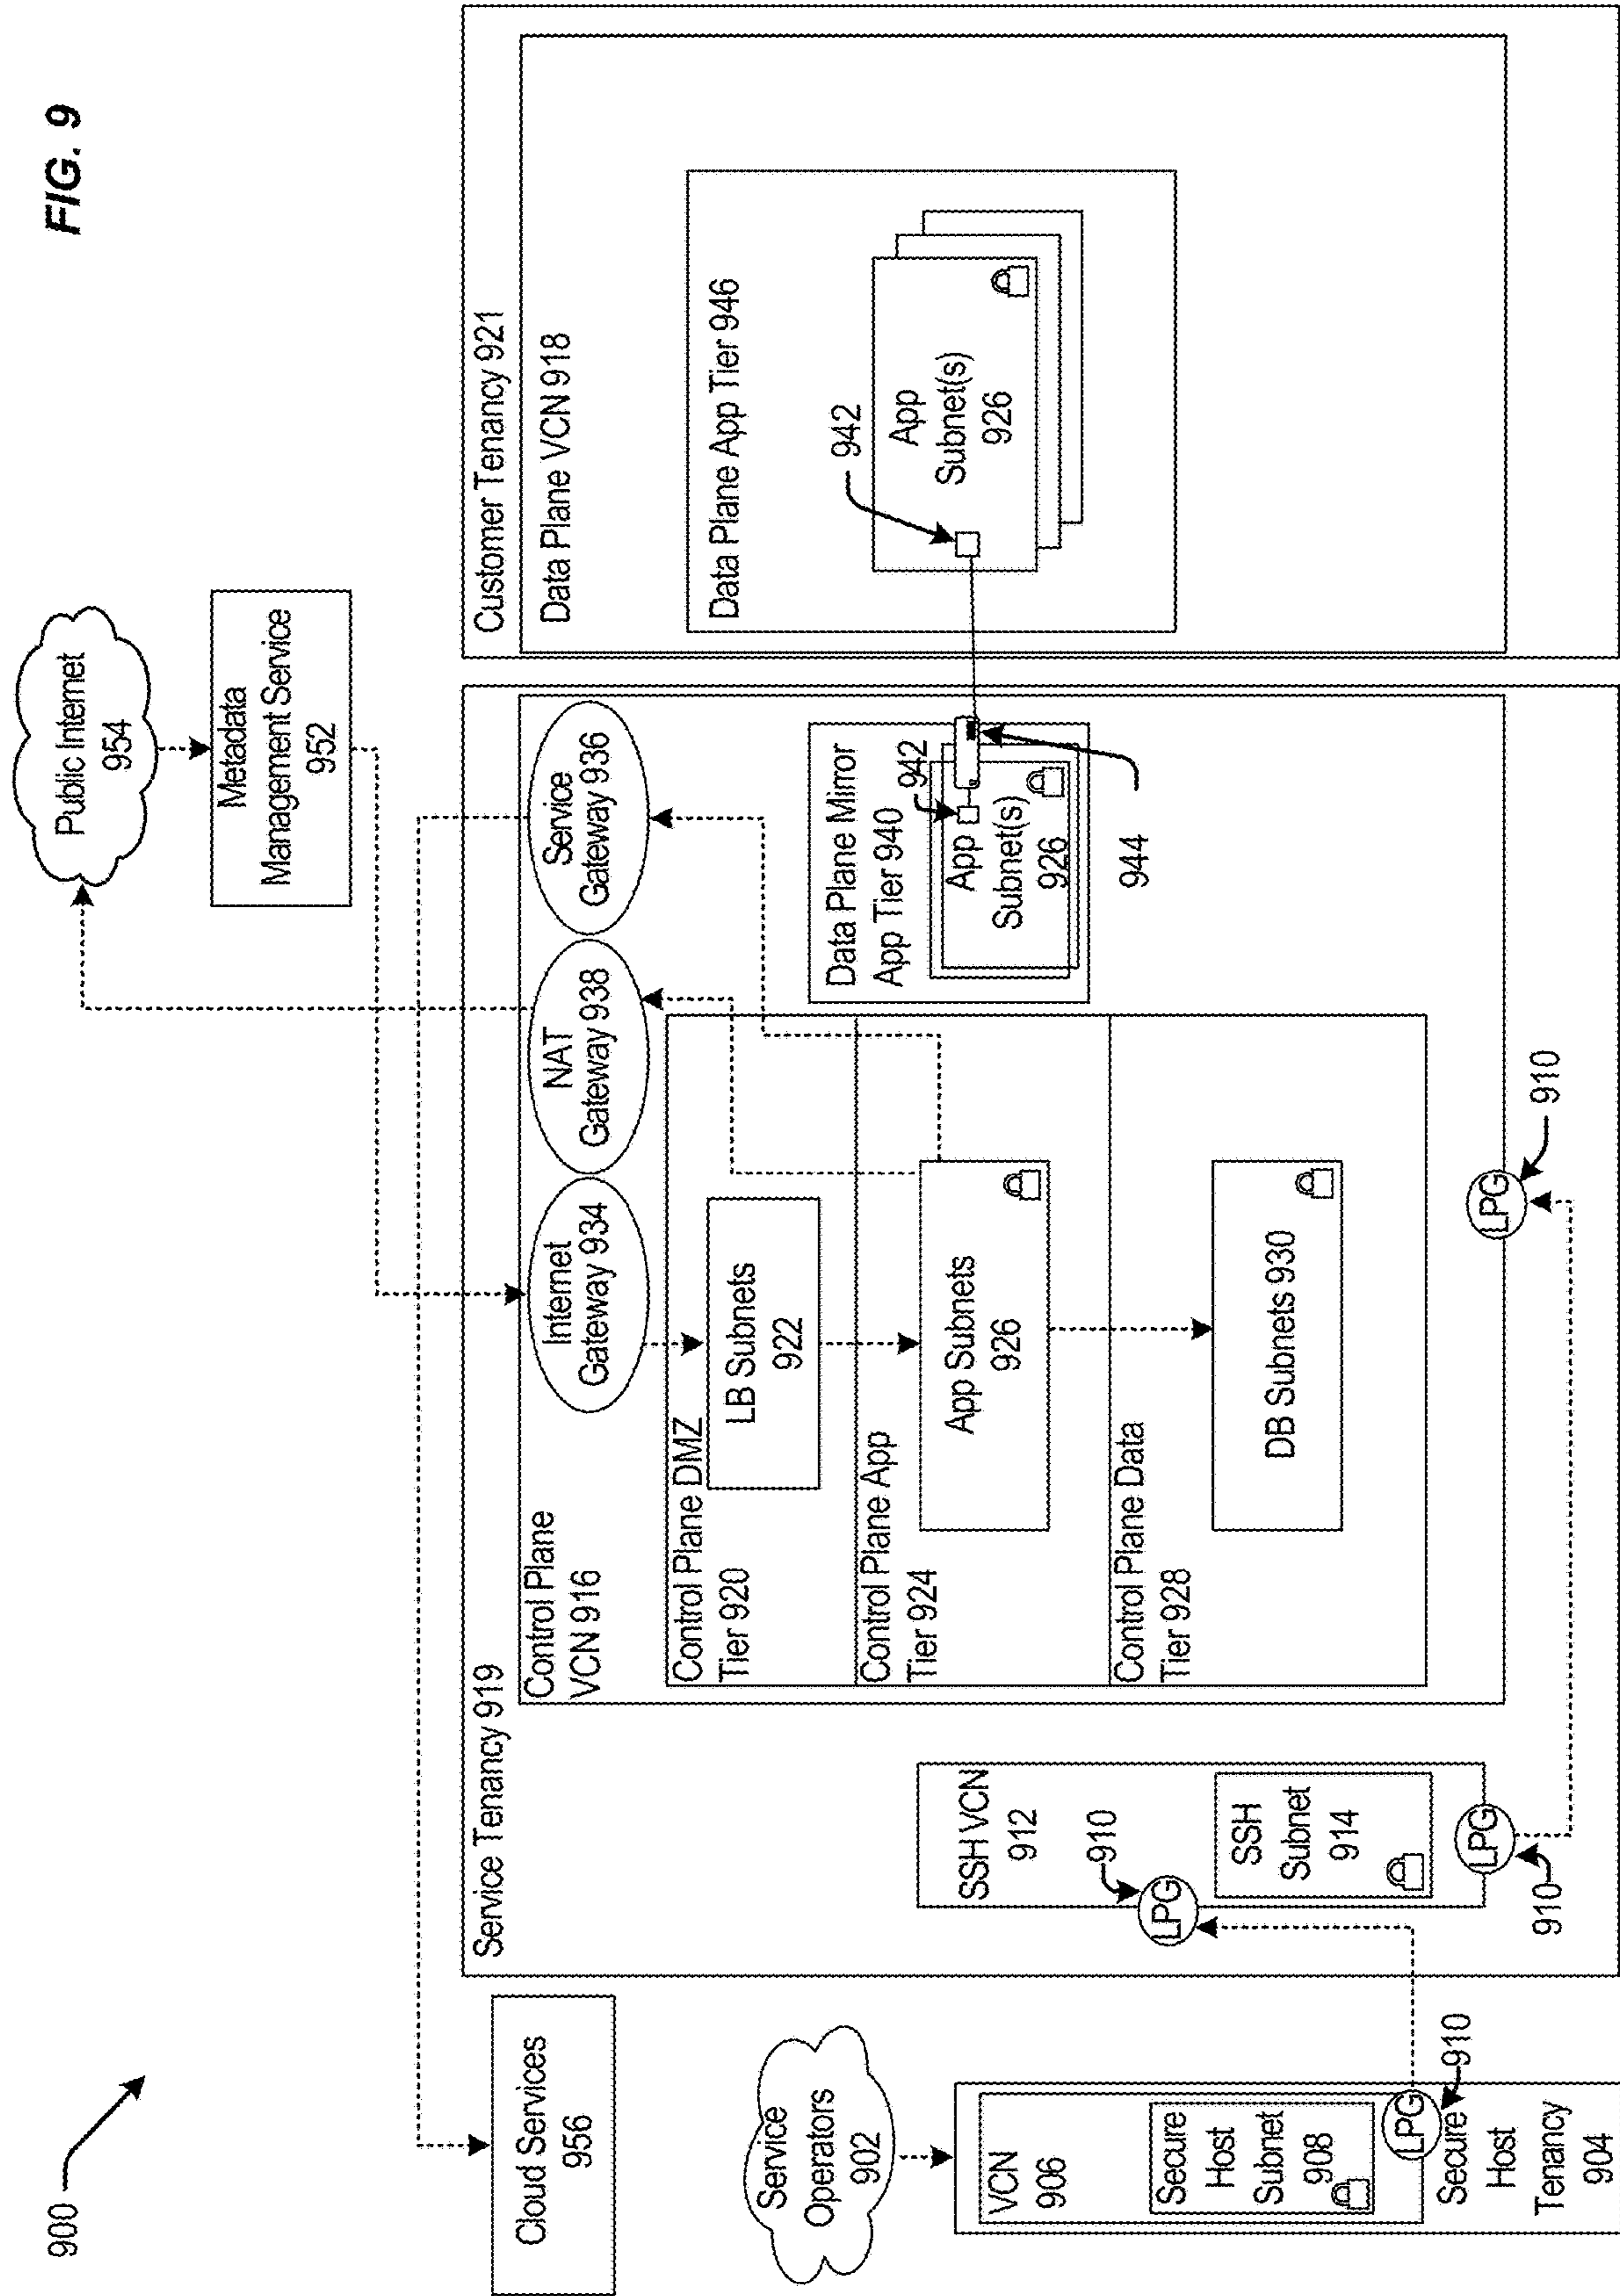 FIG. 9
900
Public Internet
954
Metadata
Management Service
952
Cloud Services
956
Service
Operators
902
VCN
906
Secure
Host
Subnet
908
LPG
910
Secure
Host
Tenancy
904
Service Tenancy 919
SSH VCN
912
910
LPG
SSH
Subnet
914
LPG
910
Control Plane
VCN 916
Internet
Gateway 934
NAT
Gateway 938
Service
Gateway 936
Control Plane DMZ
Tier 920
LB Subnets
922
Control Plane App
Tier 924
App Subnets
926
Control Plane Data
Tier 928
DB Subnets 930
Data Plane Mirror
App Tier 940
942
App
Subnet(s)
926
944
LPG
910
Customer Tenancy 921
Data Plane VCN 918
Data Plane App Tier 946
942
App
Subnet(s)
926